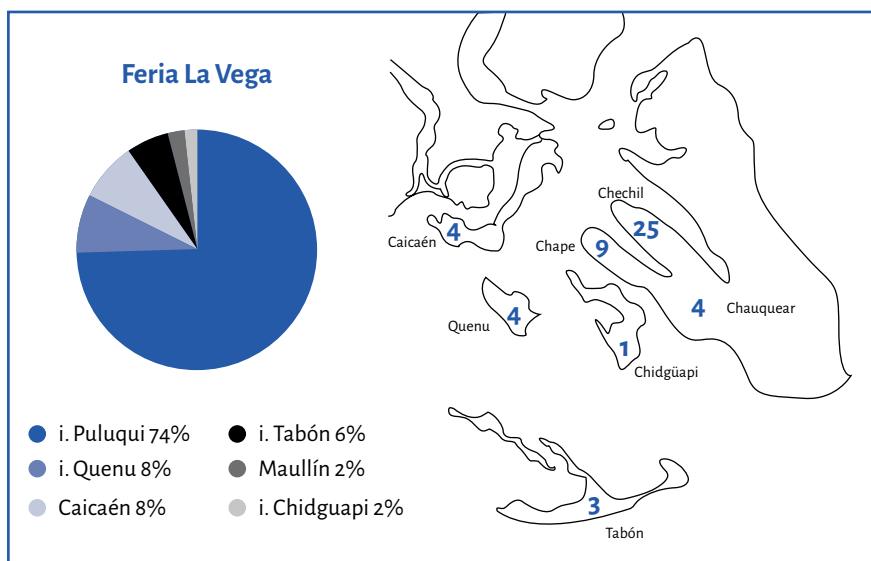 Feria La Vega
i. Puluqui 74%
i. Quenu 8%
Caicaén 8%
i. Tabón 6%
Maullín 2%
i. Chidguapi 2%
Chechil
25
Chape
9
Caicaén
4
4
Chauquear
Quenu
4
1
Chidgüapi
3
Tabón